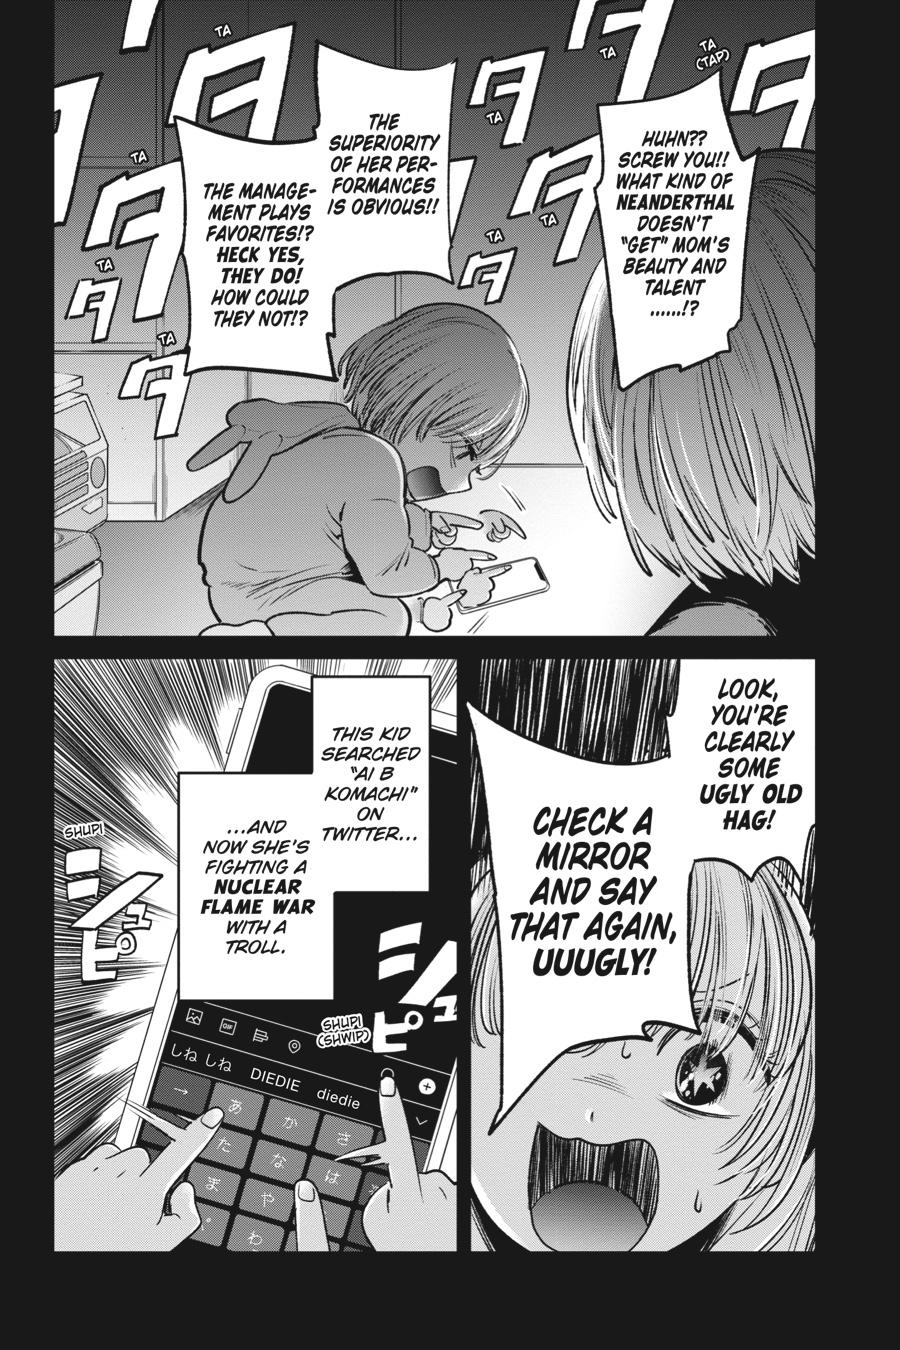 HUHN??
SCREW YOU!!
WHAT KIND OF
NEANDERTHAL
DOESN'T
"GET" MOM'S
BEAUTY AND
TALENT
......!?
THE
SUPERIORITY
OF HER PER-
FORMANCES
IS OBVIOUS!!
THE MANAGE-
MENT PLAYS
FAVORITES!?
HECK YES,
THEY DO!
HOW COULD
THEY NOT!?
タ
TA
(TAP)
タ
TA
タ
TA
タ
TA
タ
TA
タ
TA
タ
TA
タ
TA
タ
TA
タ
TA
LOOK,
YOU'RE
CLEARLY
SOME
UGLY OLD
HAG!
CHECK A
MIRROR
AND SAY
THAT AGAIN,
UUUGLY!
THIS KID
SEARCHED
"AI B
KOMACHI"
ON
TWITTER...
...AND
NOW SHE'S
FIGHTING A
NUCLEAR
FLAME WAR
WITH A
TROLL.
シュピ
SHUPI
(SHWIP)
シュピ
SHUPI
GIF
しね しね DIEDIE diedie
→ あ か さ
た な は
ま や
わ